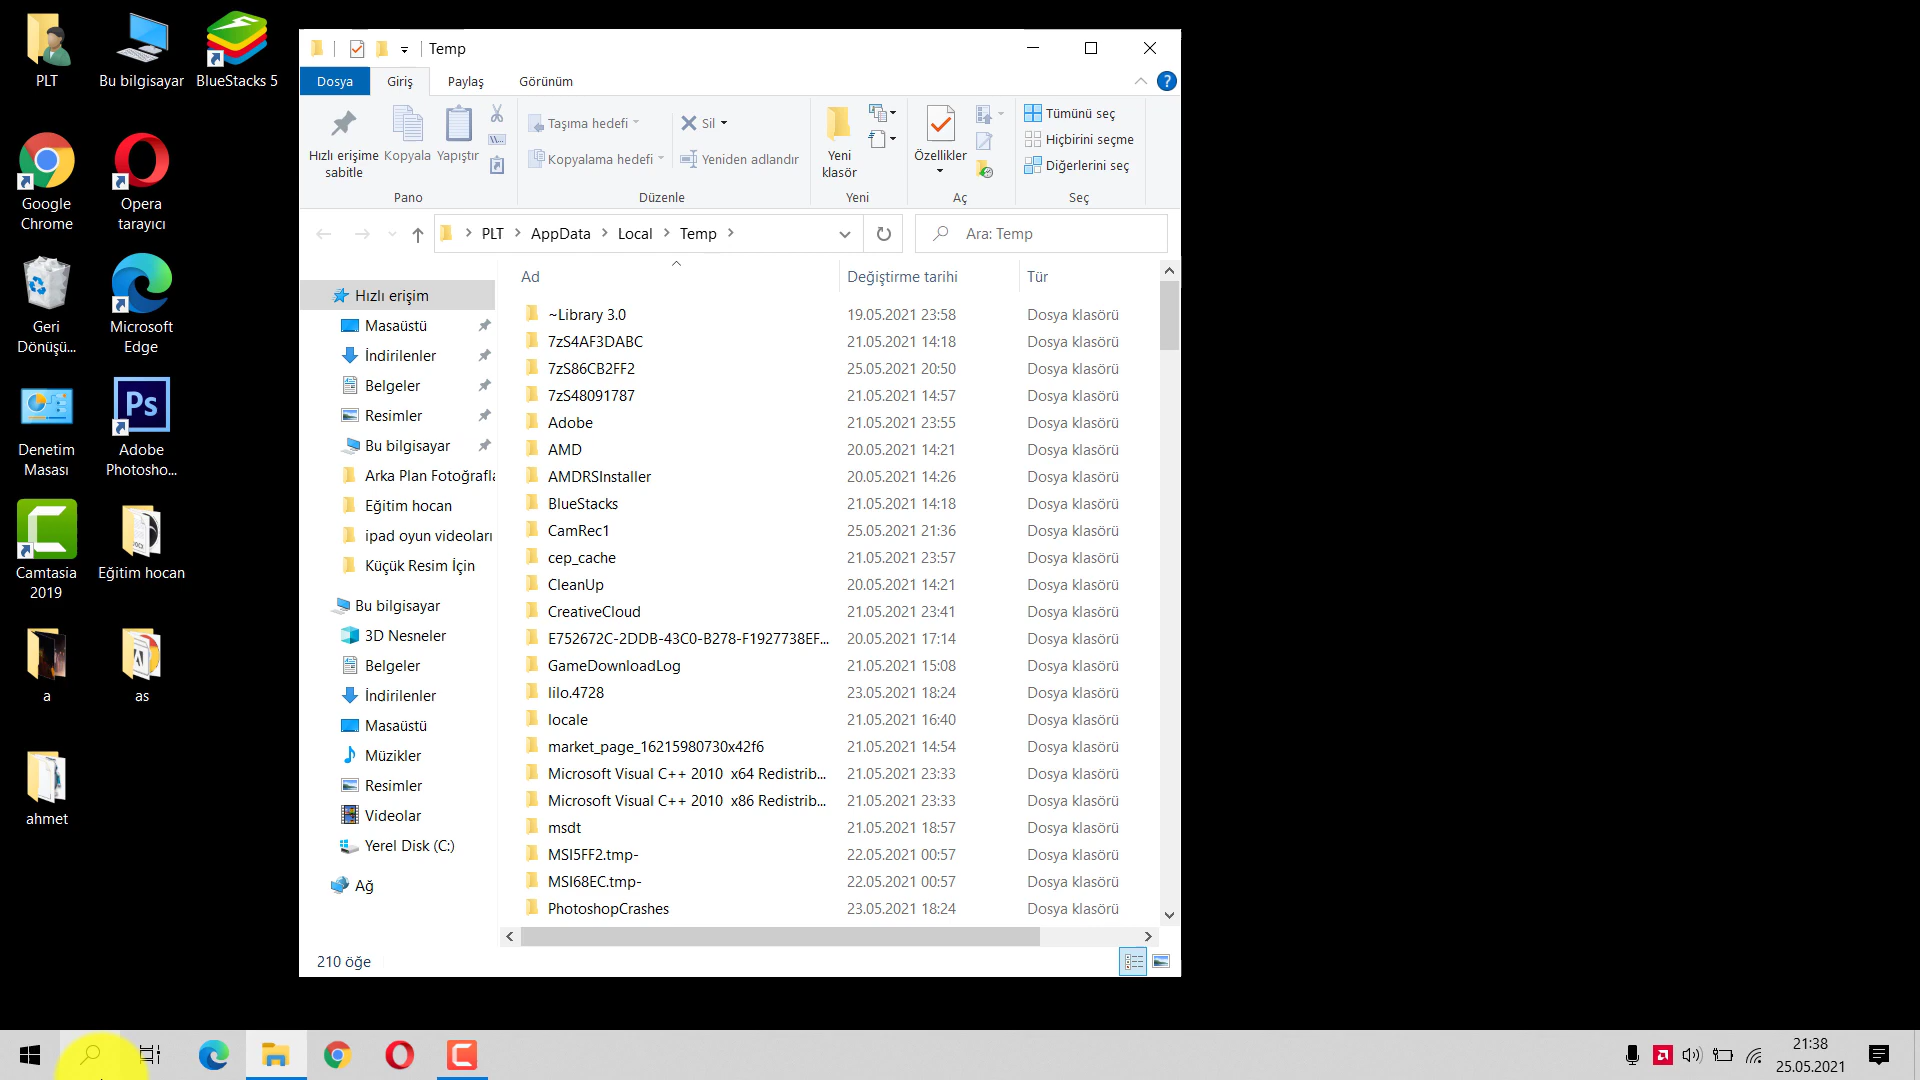 PLT
Bu bilgisayar
BlueStacks 5
Google
Chrome
Opera
tarayıcı
Geri
Dönüşü...
Microsoft
Edge
Denetim
Masası
Ps
Adobe
Photosho...
Camtasia
2019
Eğitim hocan
a
as
ahmet
Temp
Dosya
Giriş
Paylaş
Görünüm
?
Hızlı erişime
sabitle
Kopyala
Yapıştır
Pano
Taşıma hedefi
Kopyalama hedefi
Sil
Yeniden adlandır
Düzenle
Yeni
klasör
Yeni
Özellikler
Aç
Tümünü seç
Hiçbirini seçme
Diğerlerini seç
Seç
PLT > AppData > Local > Temp >
Ara: Temp
Hızlı erişim
Masaüstü
İndirilenler
Belgeler
Resimler
Bu bilgisayar
Arka Plan Fotoğrafla
Eğitim hocan
ipad oyun videoları
Küçük Resim İçin
Bu bilgisayar
3D Nesneler
Belgeler
İndirilenler
Masaüstü
Müzikler
Resimler
Videolar
Yerel Disk (C:)
Ağ
Ad Değiştirme tarihi Tür
~Library 3.0 19.05.2021 23:58 Dosya klasörü
7zS4AF3DABC 21.05.2021 14:18 Dosya klasörü
7zS86CB2FF2 25.05.2021 20:50 Dosya klasörü
7zS48091787 21.05.2021 14:57 Dosya klasörü
Adobe 21.05.2021 23:55 Dosya klasörü
AMD 20.05.2021 14:21 Dosya klasörü
AMDRSInstaller 20.05.2021 14:26 Dosya klasörü
BlueStacks 21.05.2021 14:18 Dosya klasörü
CamRec1 25.05.2021 21:36 Dosya klasörü
cep_cache 21.05.2021 23:57 Dosya klasörü
CleanUp 20.05.2021 14:21 Dosya klasörü
CreativeCloud 21.05.2021 23:41 Dosya klasörü
E752672C-2DDB-43C0-B278-F1927738EF... 20.05.2021 17:14 Dosya klasörü
GameDownloadLog 21.05.2021 15:08 Dosya klasörü
lilo.4728 23.05.2021 18:24 Dosya klasörü
locale 21.05.2021 16:40 Dosya klasörü
market_page_16215980730x42f6 21.05.2021 14:54 Dosya klasörü
Microsoft Visual C++ 2010  x64 Redistrib... 21.05.2021 23:33 Dosya klasörü
Microsoft Visual C++ 2010  x86 Redistrib... 21.05.2021 23:33 Dosya klasörü
msdt 21.05.2021 18:57 Dosya klasörü
MSI5FF2.tmp- 22.05.2021 00:57 Dosya klasörü
MSI68EC.tmp- 22.05.2021 00:57 Dosya klasörü
PhotoshopCrashes 23.05.2021 18:24 Dosya klasörü
210 öğe
21:38
25.05.2021